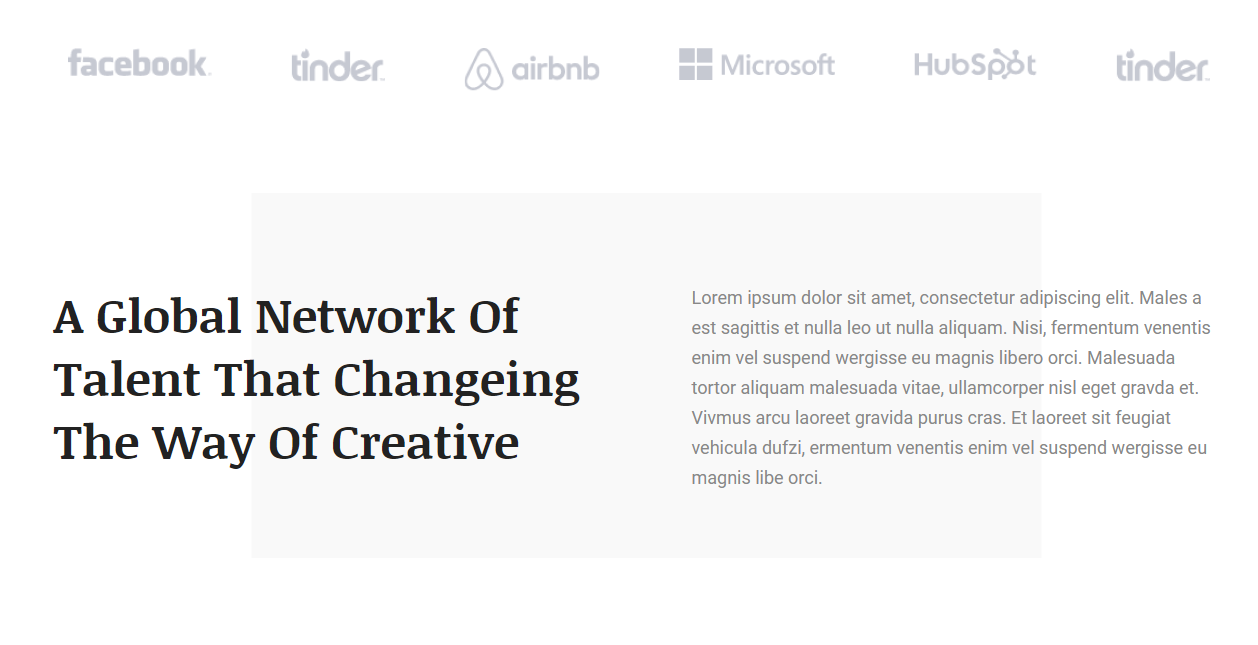 facebook tinder airbnb Microsoft HubSpot tinder
A Global Network Of
Talent That Changeing
The Way Of Creative
Lorem ipsum dolor sit amet, consectetur adipiscing elit. Males a
est sagittis et nulla leo ut nulla aliquam. Nisi, fermentum venentis
enim vel suspend wergisse eu magnis libero orci. Malesuada
tortor aliquam malesuada vitae, ullamcorper nisl eget gravda et.
Vivmus arcu laoreet gravida purus cras. Et laoreet sit feugiat
vehicula dufzi, ermentum venentis enim vel suspend wergisse eu
magnis libe orci.